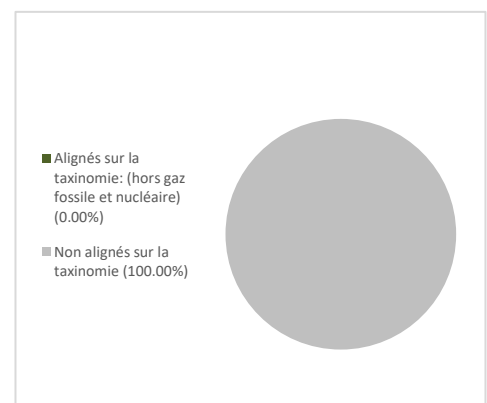 Alignés sur la
taxinomie: (hors gaz
fossile et nucléaire)
(0.00%)
Non alignés sur la
taxinomie (100.00%)